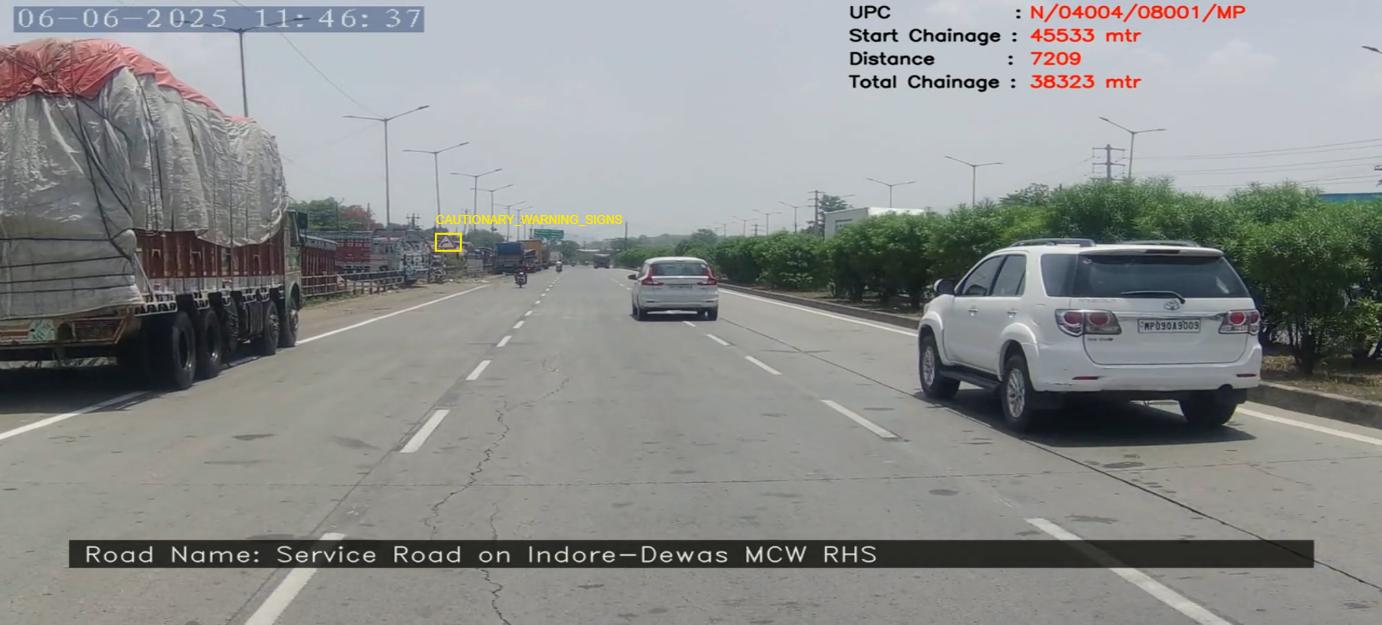 06-06-2025 11:46:37
UPC : N/04004/08001/MP
Start Chainage : 45533 mtr
Distance : 7209
Total Chainage : 38323 mtr
CAUTIONARY_WARNING_SIGNS
MP09BA9009
Road Name: Service Road on Indore-Dewas MCW RHS